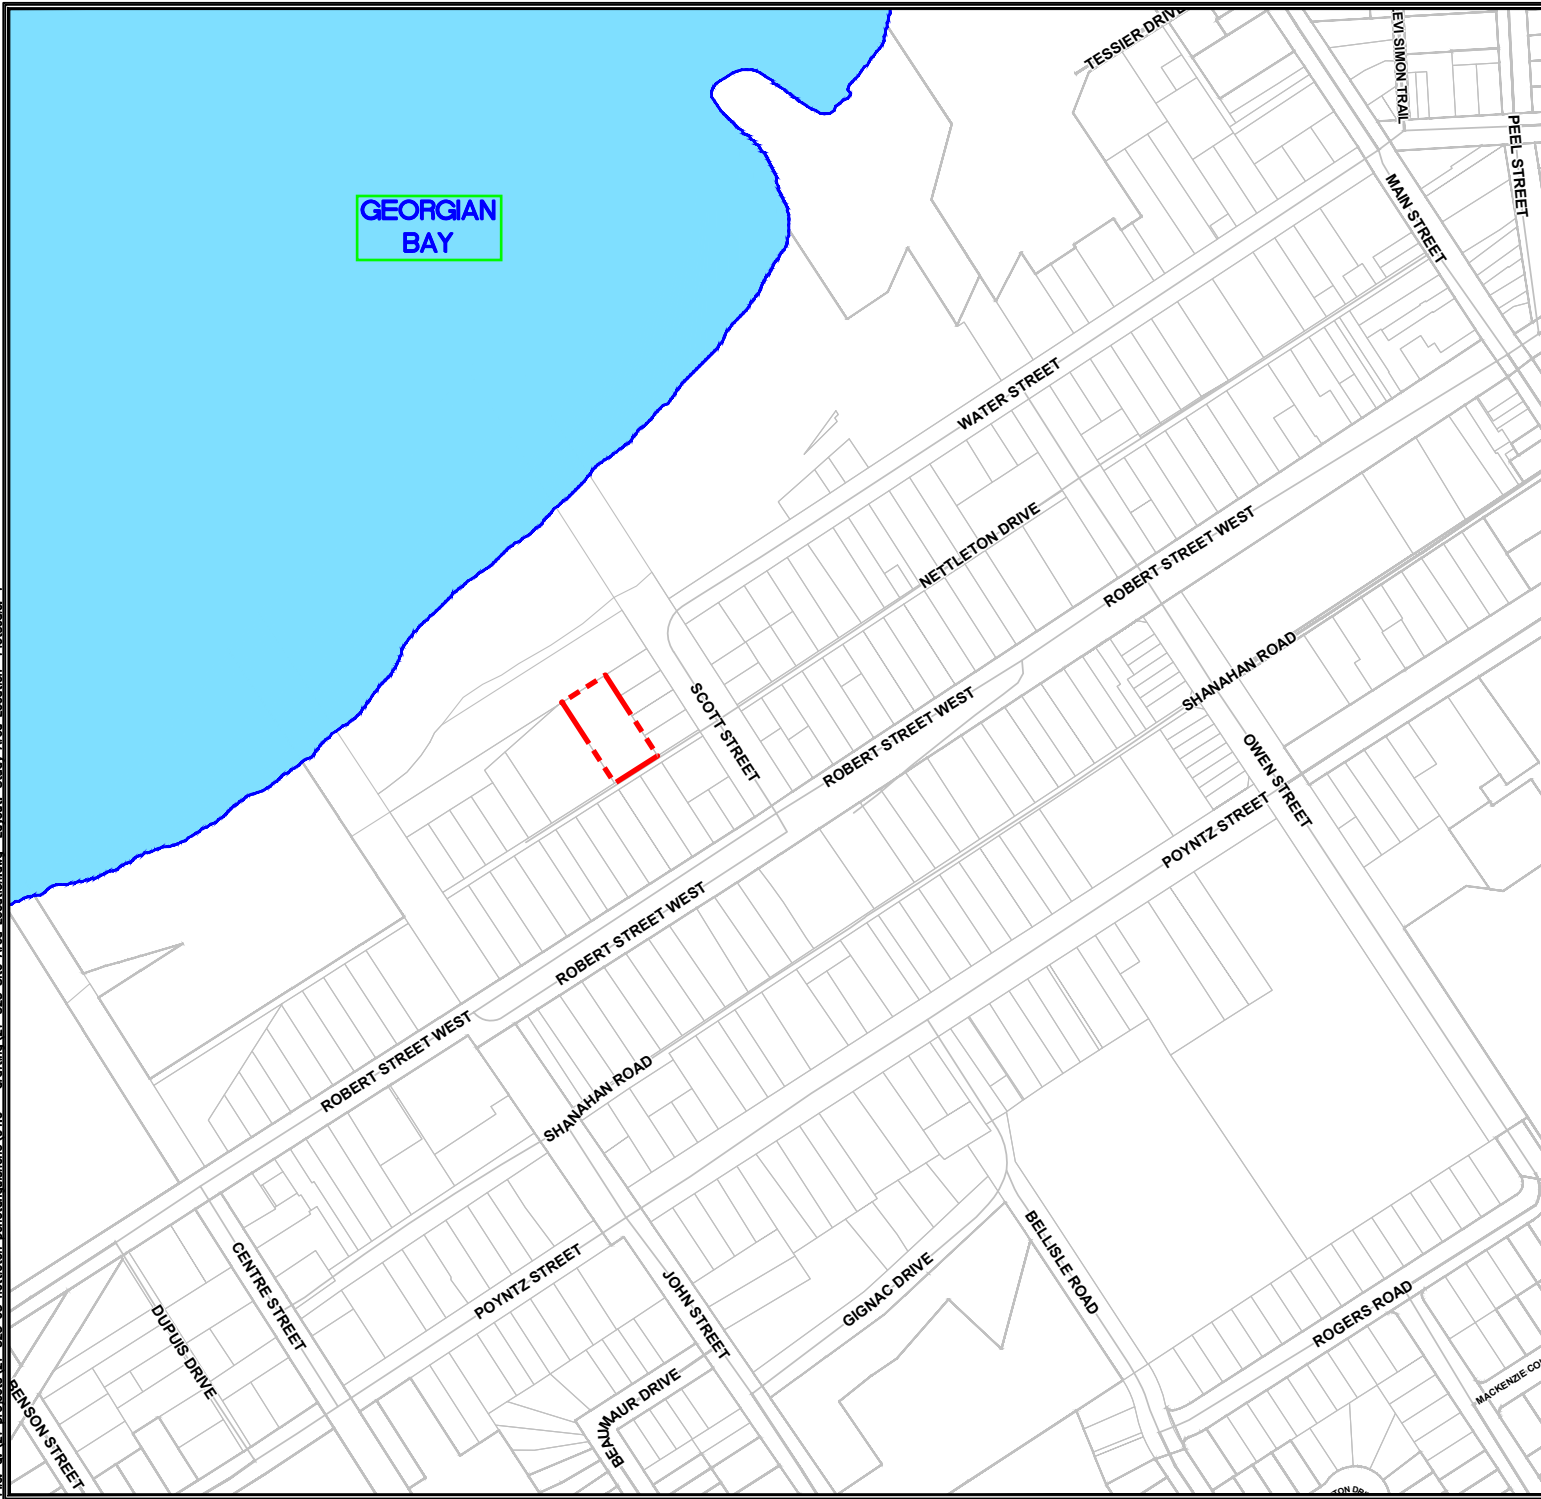 TESSIER DRIVE
LEVI SIMON TRAIL
PEEL STREET
MAIN STREET
GEORGIAN
BAY
WATER STREET
NETTLETON DRIVE
ROBERT STREET WEST
SHANAHAN ROAD
SCOTT STREET
ROBERT STREET WEST
OWEN STREET
POYNTZ STREET
ROBERT STREET WEST
ROBERT STREET WEST
SHANAHAN ROAD
CENTRE STREET
DUPUIS DRIVE
BENSON STREET
POYNTZ STREET
JOHN STREET
GIGNAC DRIVE
BELLISLE ROAD
ROGERS ROAD
BEAUMAUR DRIVE
MACKENZIE